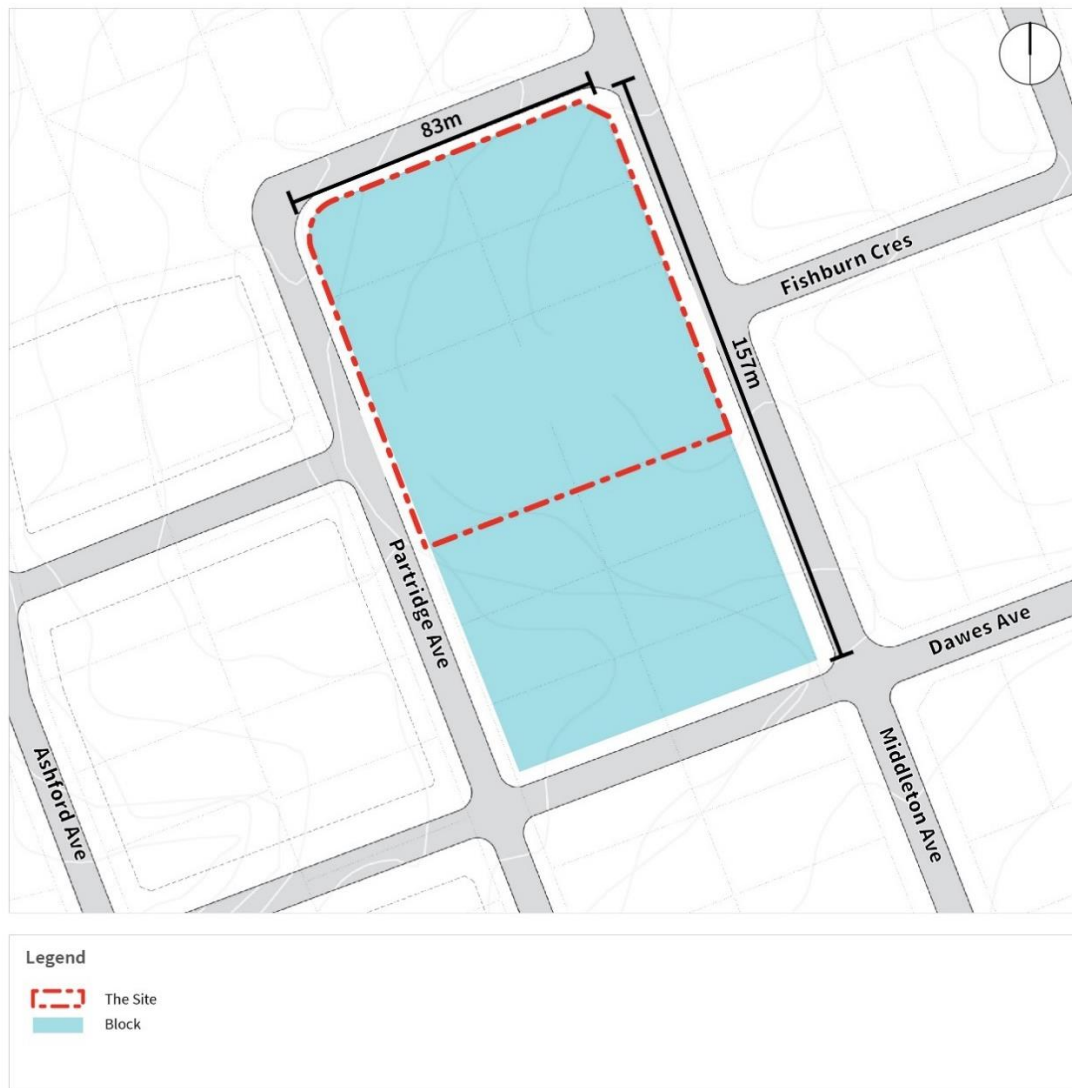 83m
Fishburn Cres
157m
Partridge Ave
Dawes Ave
Ashford Ave
Middleton Ave
Legend
The Site
Block